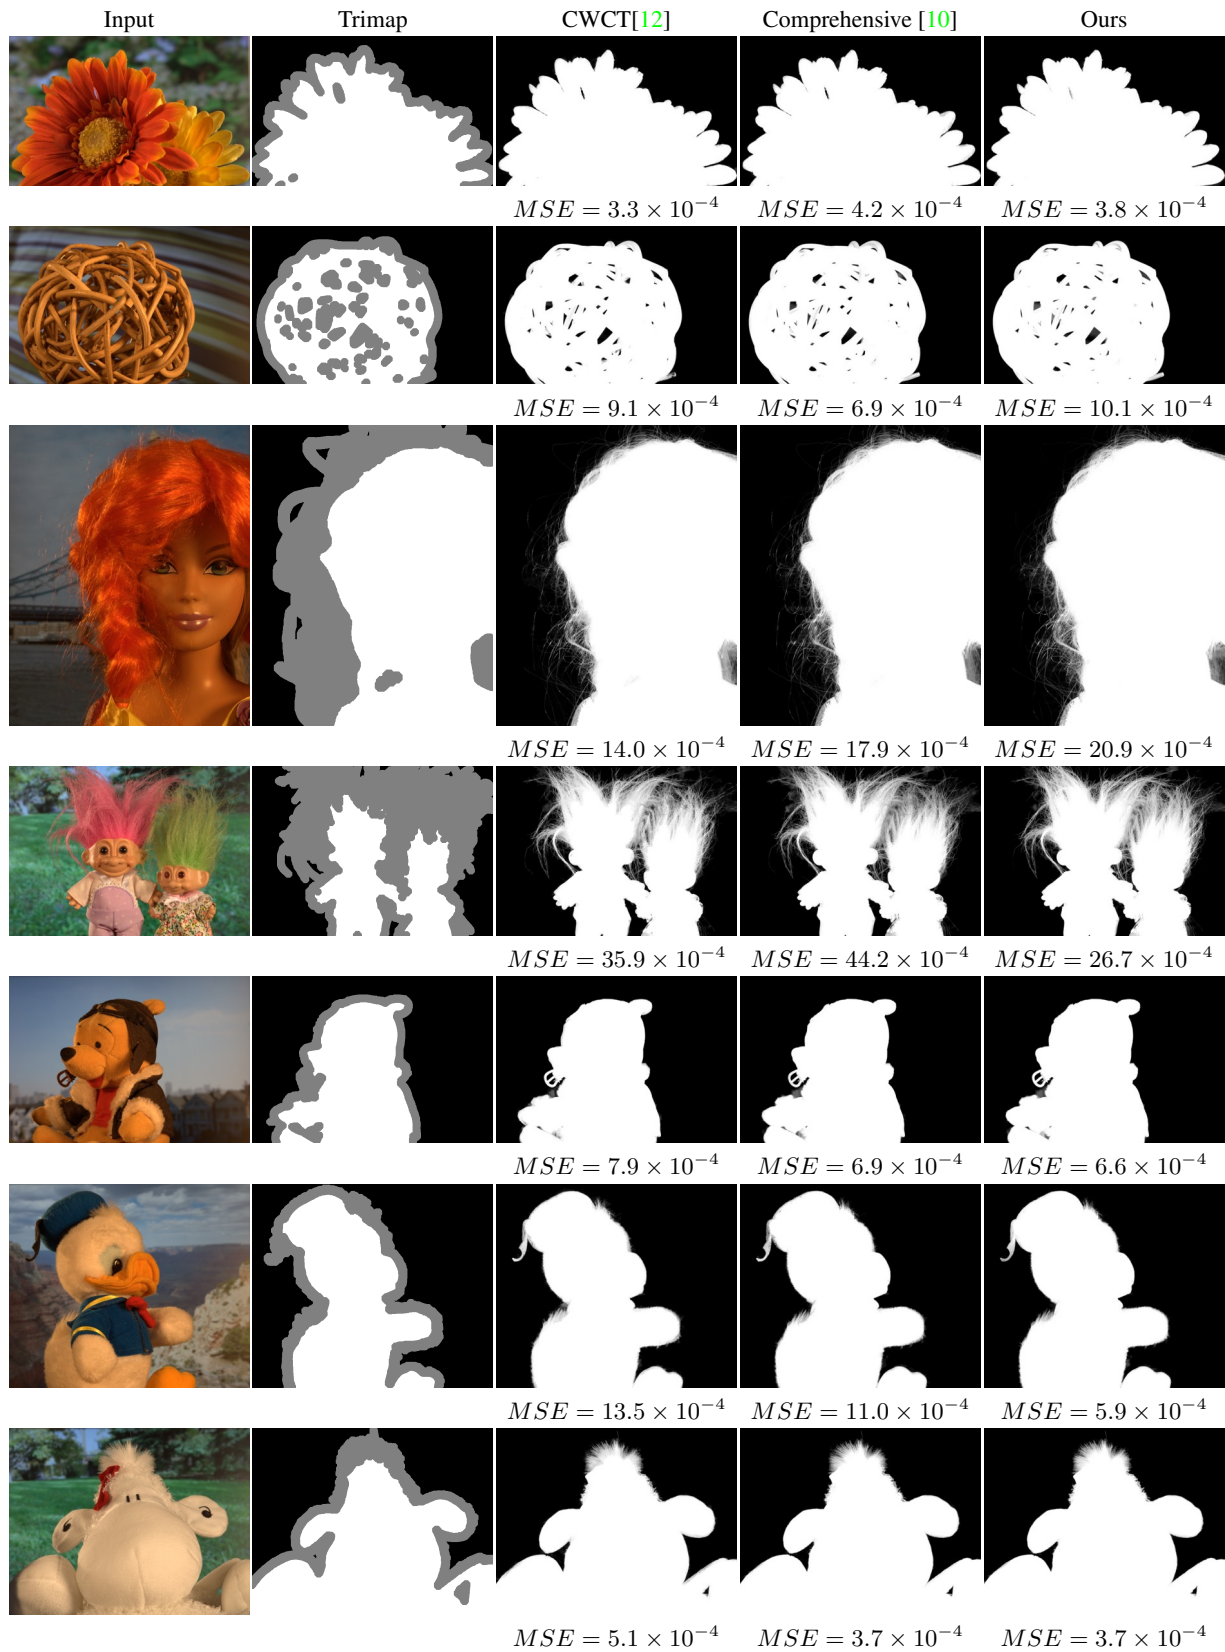 Input Trimap CWCT[12] Comprehensive [10] Ours
MSE = 3.3 × 10⁻⁴ MSE = 4.2 × 10⁻⁴ MSE = 3.8 × 10⁻⁴
MSE = 9.1 × 10⁻⁴ MSE = 6.9 × 10⁻⁴ MSE = 10.1 × 10⁻⁴
MSE = 14.0 × 10⁻⁴ MSE = 17.9 × 10⁻⁴ MSE = 20.9 × 10⁻⁴
MSE = 35.9 × 10⁻⁴ MSE = 44.2 × 10⁻⁴ MSE = 26.7 × 10⁻⁴
MSE = 7.9 × 10⁻⁴ MSE = 6.9 × 10⁻⁴ MSE = 6.6 × 10⁻⁴
MSE = 13.5 × 10⁻⁴ MSE = 11.0 × 10⁻⁴ MSE = 5.9 × 10⁻⁴
MSE = 5.1 × 10⁻⁴ MSE = 3.7 × 10⁻⁴ MSE = 3.7 × 10⁻⁴